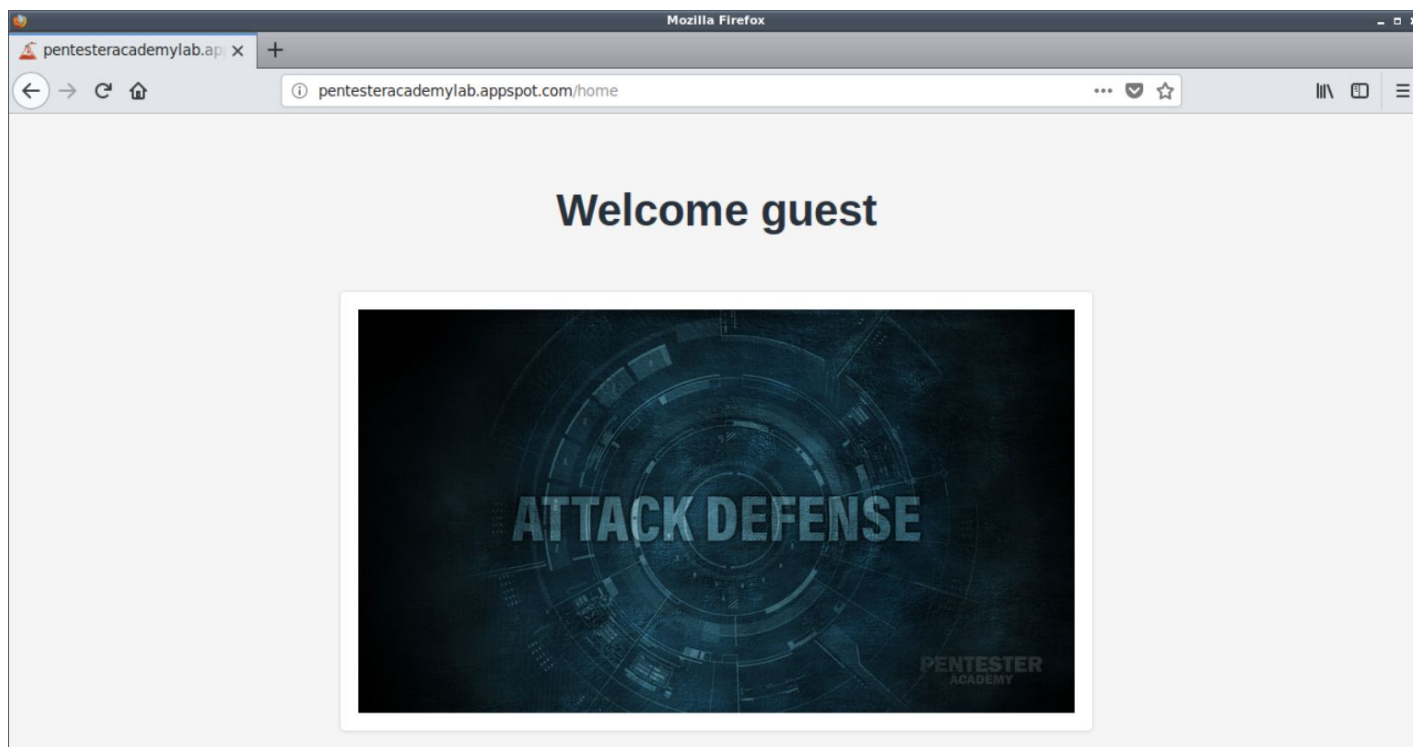 Mozilla Firefox
pentesteracademylab.ap
pentesteracademylab.appspot.com/home
Welcome guest
ATTACK DEFENSE
PENTESTER
ACADEMY